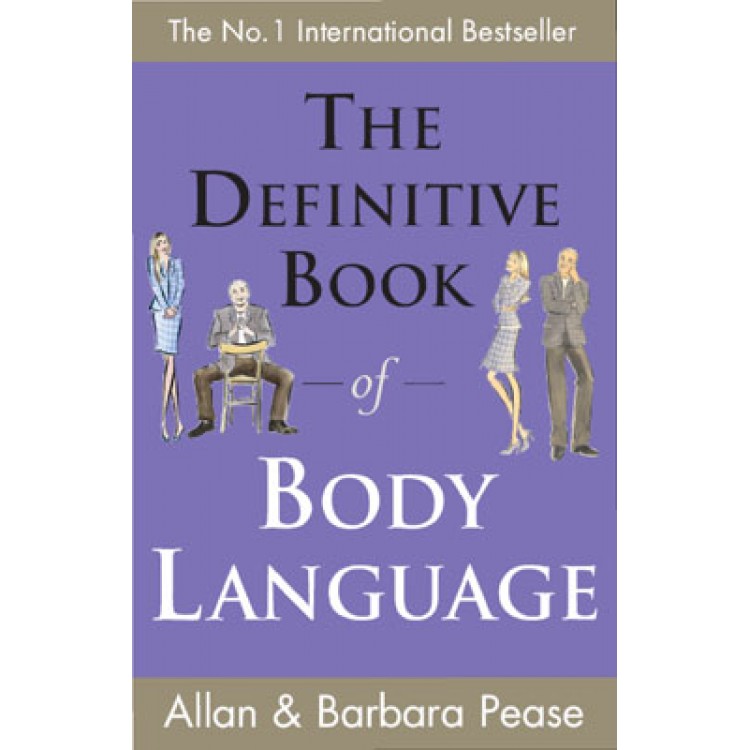 The No.1 International Bestseller
THE
DEFINITIVE
BOOK
of
BODY
LANGUAGE
Allan & Barbara Pease